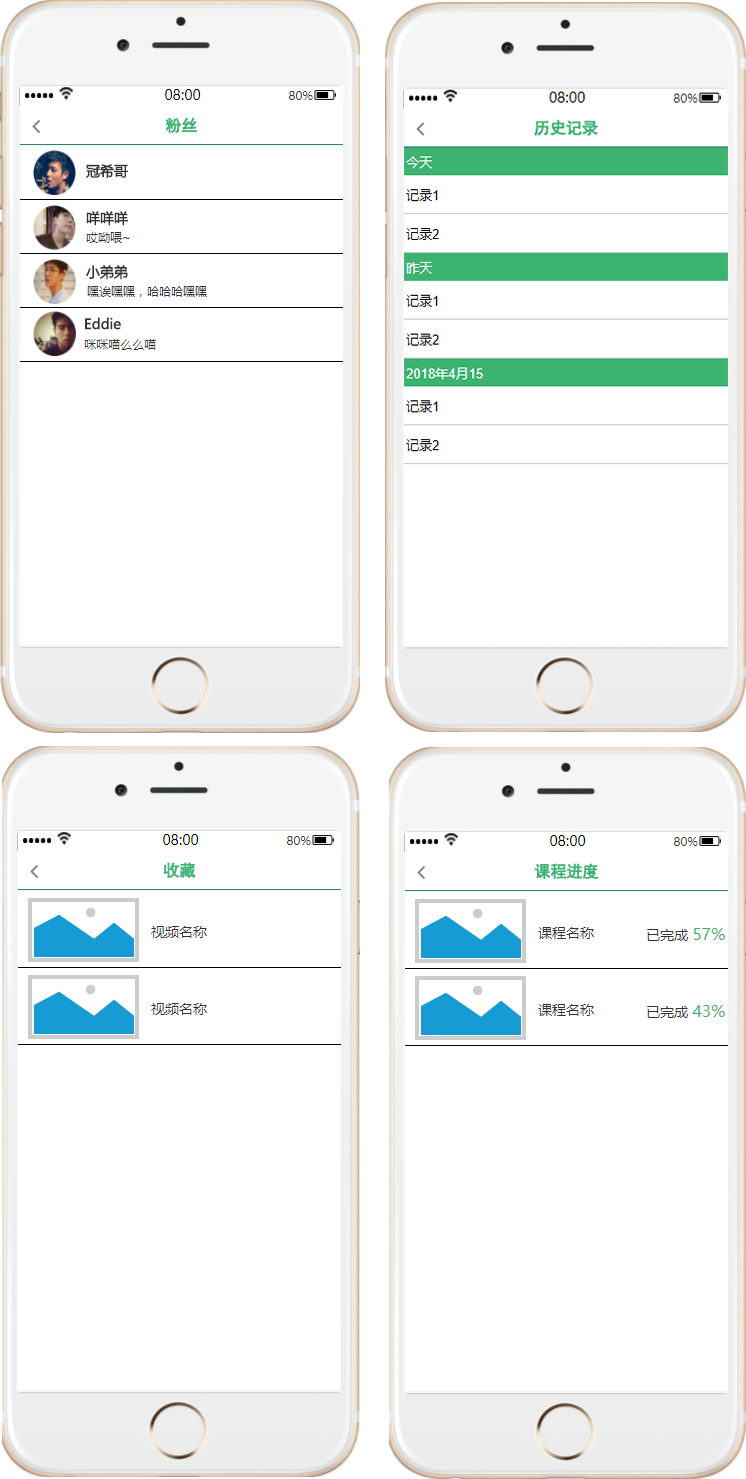 08:00
80%
粉丝
冠希哥
咩咩咩
哎呦喂~
小弟弟
嘿诶嘿嘿，哈哈哈嘿嘿
Eddie
咪咪喵么么喵
08:00
80%
历史记录
今天
记录1
记录2
昨天
记录1
记录2
2018年4月15
记录1
记录2
08:00
80%
收藏
视频名称
视频名称
08:00
80%
课程进度
课程名称 已完成 57%
课程名称 已完成 43%